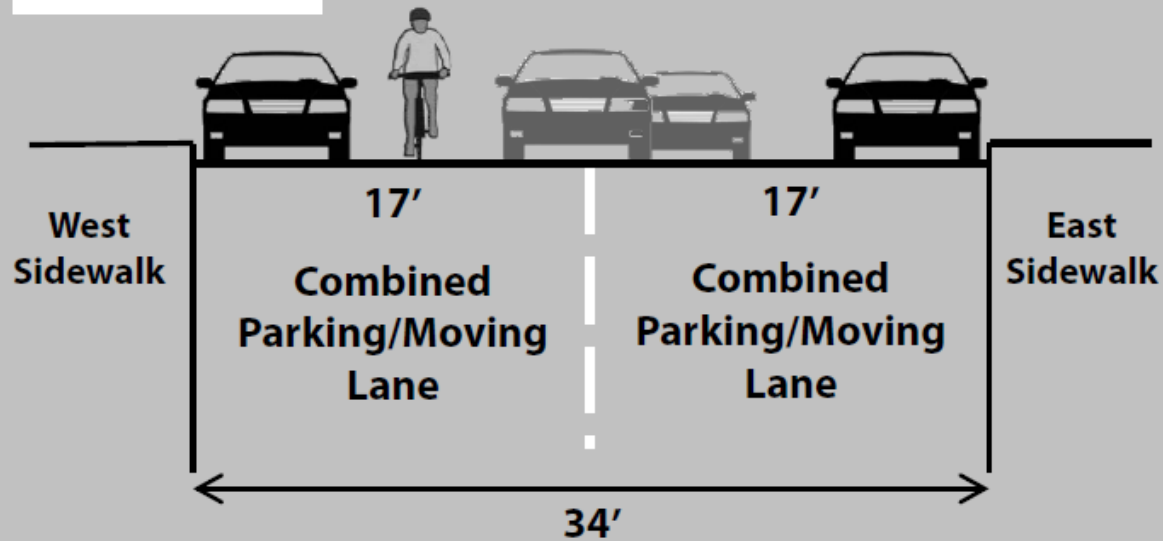 17’
17’
West
Sidewalk
Combined
Parking/Moving
Lane
Combined
Parking/Moving
Lane
East
Sidewalk
34’